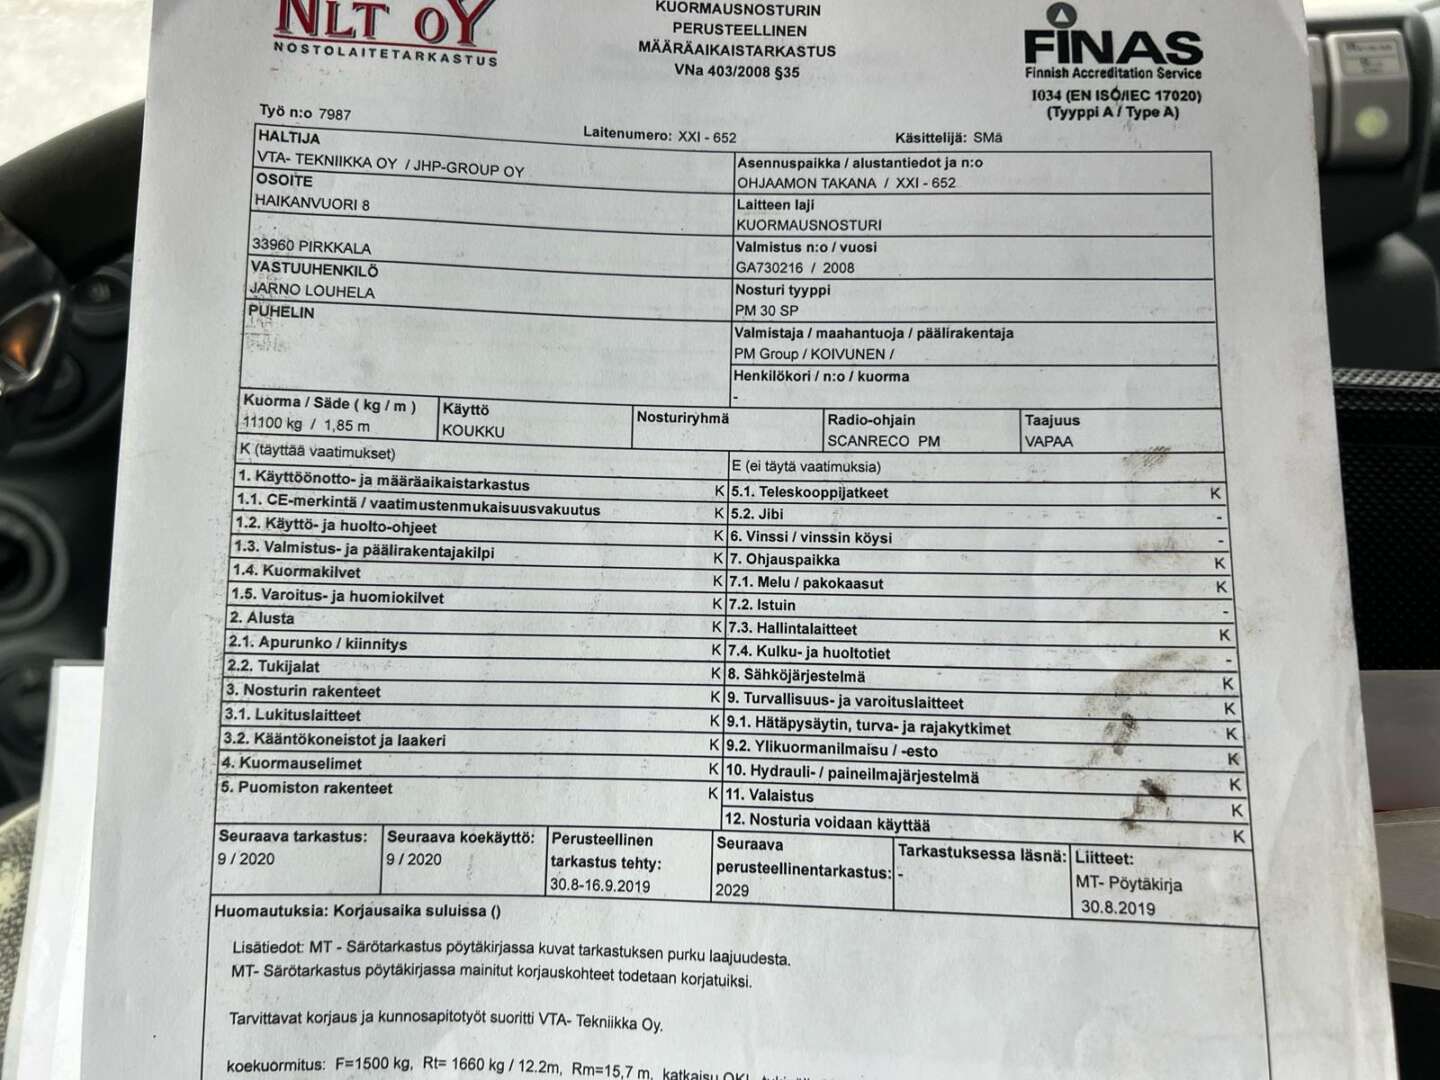 NLT OY
NOSTOLAITETARKASTUS
KUORMAUSNOSTURIN
PERUSTEELLINEN
MÄÄRÄAIKAISTARKASTUS
VNa 403/2008 §35
FINAS
Finnish Accreditation Service
I034 (EN ISO/IEC 17020)
(Tyyppi A / Type A)
Työ n:o 7987
Laitenumero: XXI - 652
Käsittelijä: SMä
HALTIJA
VTA- TEKNIIKKA OY / JHP-GROUP OY
OSOITE
HAIKANVUORI 8
33960 PIRKKALA
VASTUUHENKILÖ
JARNO LOUHELA
PUHELIN
Asennuspaikka / alustantiedot ja n:o
OHJAAMON TAKANA / XXI - 652
Laitteen laji
KUORMAUSNOSTURI
Valmistus n:o / vuosi
GA730216 / 2008
Nosturi tyyppi
PM 30 SP
Valmistaja / maahantuoja / päälirakentaja
PM Group / KOIVUNEN /
Henkilökori / n:o / kuorma
-
Kuorma / Säde ( kg / m )
11100 kg / 1,85 m
Käyttö
KOUKKU
Nosturiryhmä
Radio-ohjain
SCANRECO PM
Taajuus
VAPAA
K (täyttää vaatimukset)
1. Käyttöönotto- ja määräaikaistarkastus K
1.1. CE-merkintä / vaatimustenmukaisuusvakuutus K
1.2. Käyttö- ja huolto-ohjeet K
1.3. Valmistus- ja päälirakentajakilpi K
1.4. Kuormakilvet K
1.5. Varoitus- ja huomiokilvet K
2. Alusta K
2.1. Apurunko / kiinnitys K
2.2. Tukijalat K
3. Nosturin rakenteet K
3.1. Lukituslaitteet K
3.2. Kääntökoneistot ja laakeri K
4. Kuormauselimet K
5. Puomiston rakenteet K
E (ei täytä vaatimuksia)
5.1. Teleskooppijatkeet K
5.2. Jibi -
6. Vinssi / vinssin köysi -
7. Ohjauspaikka K
7.1. Melu / pakokaasut K
7.2. Istuin -
7.3. Hallintalaitteet K
7.4. Kulku- ja huoltotiet -
8. Sähköjärjestelmä K
9. Turvallisuus- ja varoituslaitteet K
9.1. Hätäpysäytin, turva- ja rajakytkimet K
9.2. Ylikuormanilmaisu / -esto K
10. Hydrauli- / paineilmajärjestelmä K
11. Valaistus K
12. Nosturia voidaan käyttää K
Seuraava tarkastus:
9 / 2020
Seuraava koekäyttö:
9 / 2020
Perusteellinen
tarkastus tehty:
30.8-16.9.2019
Seuraava
perusteellinentarkastus:
2029
Tarkastuksessa läsnä:
-
Liitteet:
MT- Pöytäkirja
30.8.2019
Huomautuksia: Korjausaika suluissa ()
Lisätiedot: MT - Särötarkastus pöytäkirjassa kuvat tarkastuksen purku laajuudesta.
MT- Särötarkastus pöytäkirjassa mainitut korjauskohteet todetaan korjatuiksi.
Tarvittavat korjaus ja kunnosapitotyöt suoritti VTA- Tekniikka Oy.
koekuormitus: F=1500 kg, Rt= 1660 kg / 12.2m, Rm=15,7 m, katkaisu OK!